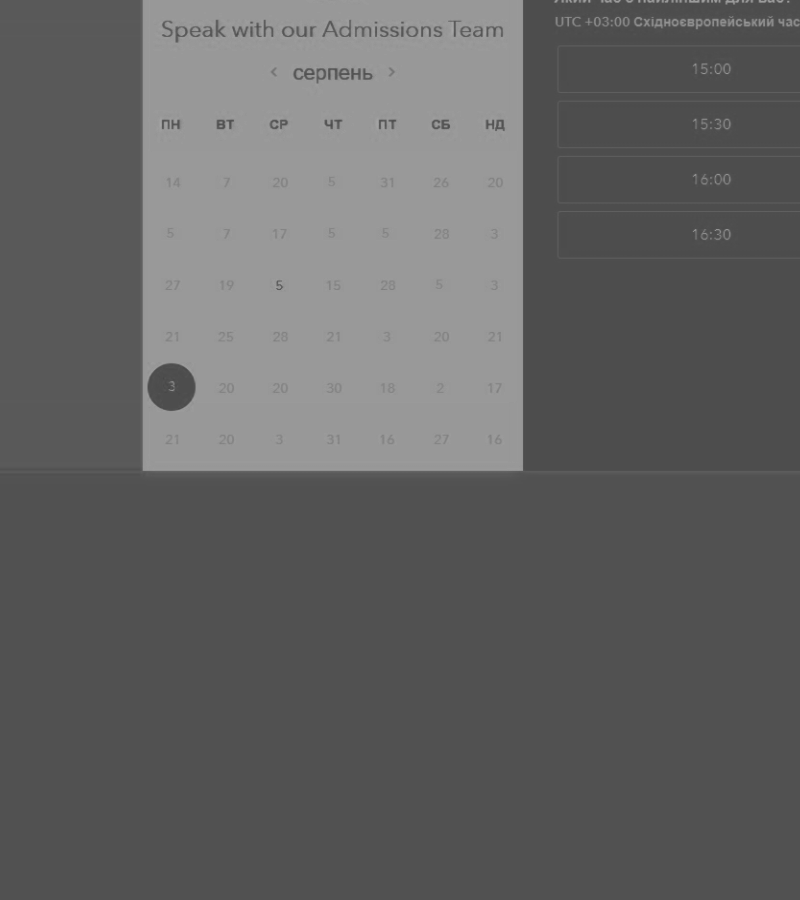 Speak with our Admissions Team
‹ серпень ›
ПН ВТ СР ЧТ ПТ СБ НД
14 7 20 5 31 26 20
5 7 17 5 5 28 3
27 19 5 15 28 5 3
21 25 28 21 3 20 21
3 20 20 30 18 2 17
21 20 3 31 16 27 16
UTC +03:00 Східноєвропейський час
15:00
15:30
16:00
16:30